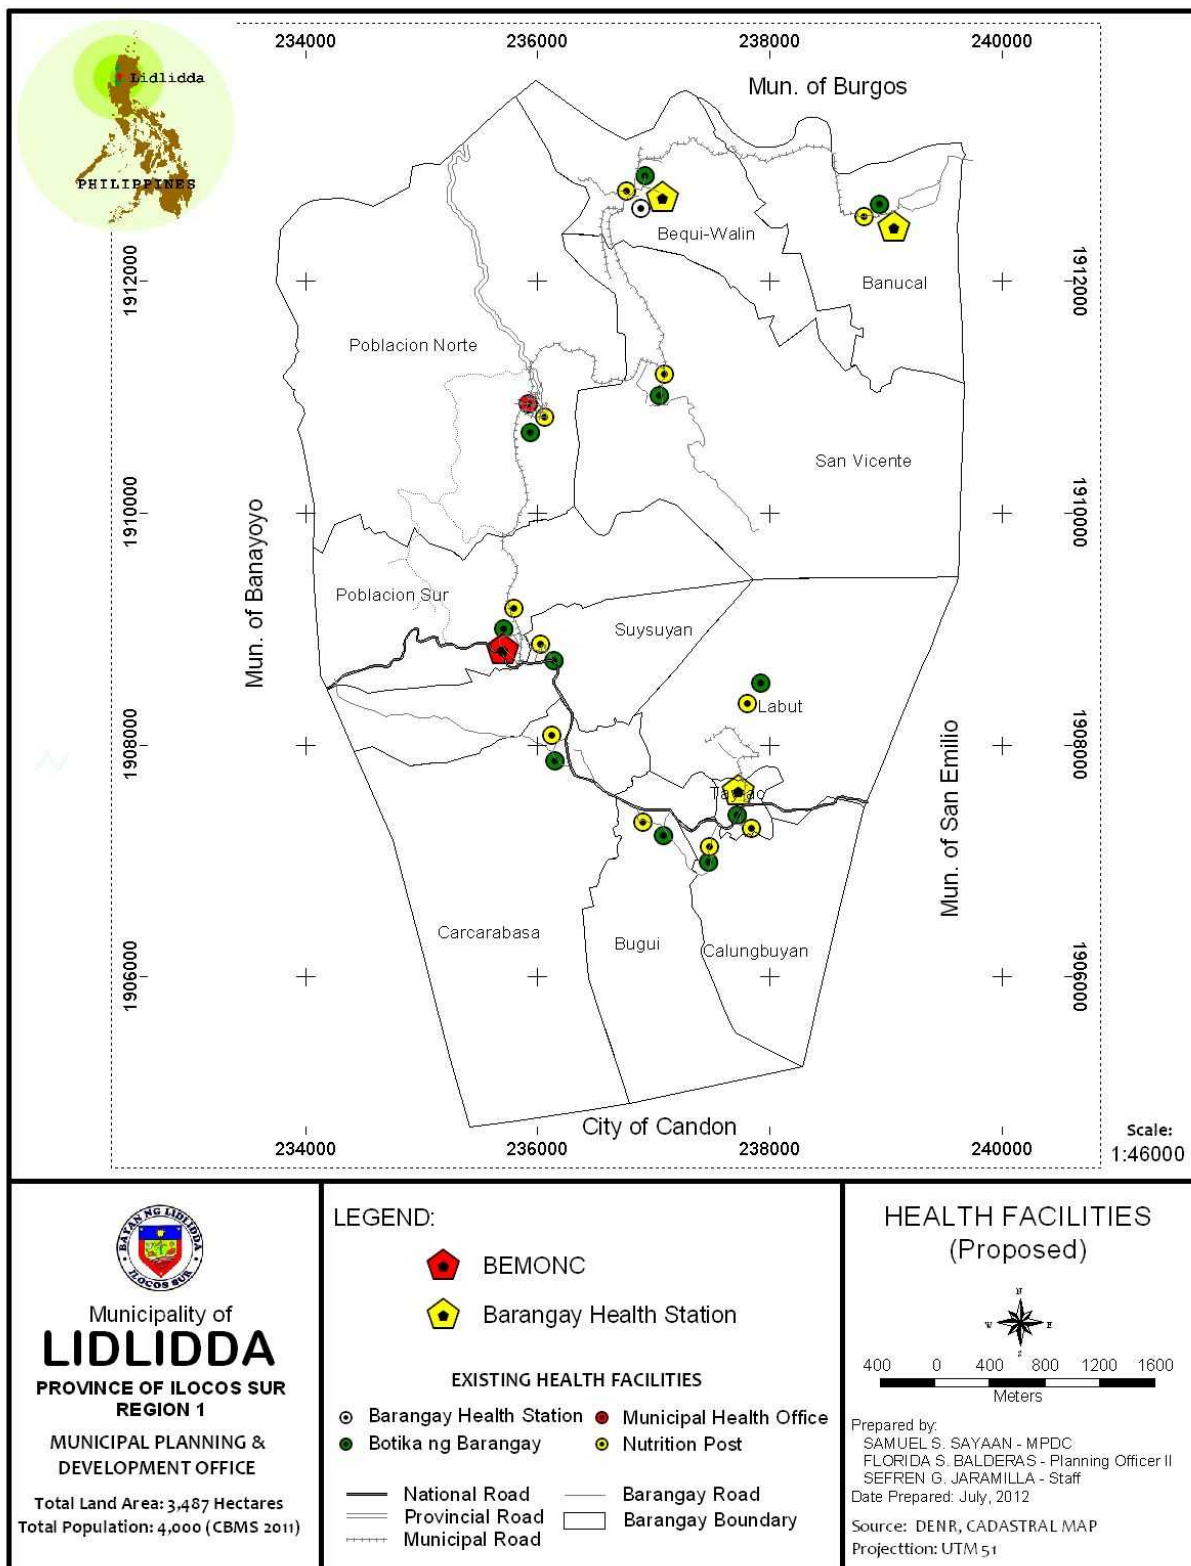 234000
236000
238000
240000
Lidlidda
PHILIPPINES
Mun. of Burgos
Bequi-Walin
Banucal
1912000
1912000
Poblacion Norte
San Vicente
1910000
1910000
Mun. of Banayoyo
Poblacion Sur
Suysuyan
Labut
1908000
1908000
Mun. of San Emilio
Carcarabasa
Bugui
Calungbuyan
1906000
1906000
City of Candon
234000
236000
238000
240000
Scale:
1:46000
BAYAN NG LIDLIDDA
ILOCOS SUR
Municipality of
LIDLIDDA
PROVINCE OF ILOCOS SUR
REGION 1
MUNICIPAL PLANNING &
DEVELOPMENT OFFICE
Total Land Area: 3,487 Hectares
Total Population: 4,000 (CBMS 2011)
LEGEND:
BEMONC
Barangay Health Station
EXISTING HEALTH FACILITIES
Barangay Health Station
Municipal Health Office
Botika ng Barangay
Nutrition Post
National Road
Barangay Road
Provincial Road
Barangay Boundary
Municipal Road
HEALTH FACILITIES
(Proposed)
N
W E
S
400 0 400 800 1200 1600
Meters
Prepared by:
SAMUEL S. SAYAAN - MPDC
FLORIDA S. BALDERAS - Planning Officer II
SEFREN G. JARAMILLA - Staff
Date Prepared: July, 2012
Source: DENR, CADASTRAL MAP
Projecttion: UTM 51